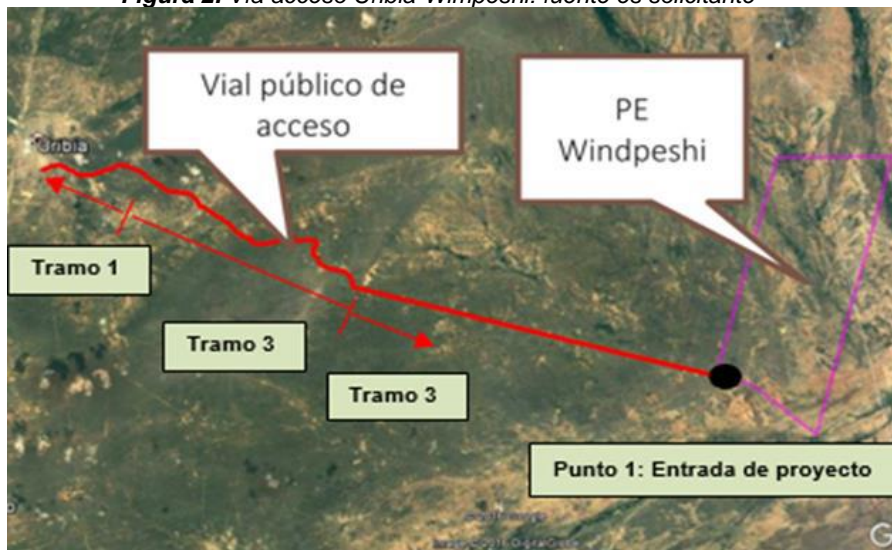 Figura 2. Vía acceso Uribia-Wimpeshi. fuente es solicitante
Vial público de
acceso
PE
Windpeshi
Uribia
Tramo 1
Tramo 3
Tramo 3
Punto 1: Entrada de proyecto